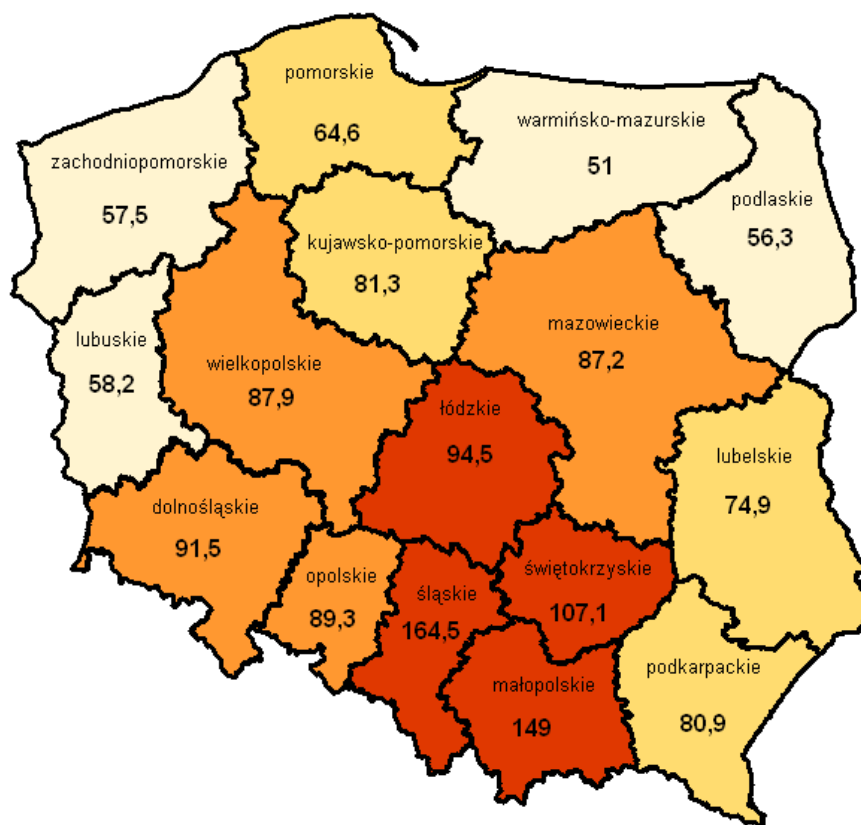 pomorskie
64,6
warmińsko-mazurskie
51
zachodniopomorskie
57,5
podlaskie
56,3
kujawsko-pomorskie
81,3
mazowieckie
87,2
lubuskie
58,2
wielkopolskie
87,9
łódzkie
94,5
lubelskie
74,9
dolnośląskie
91,5
opolskie
89,3
śląskie
164,5
świętokrzyskie
107,1
małopolskie
149
podkarpackie
80,9